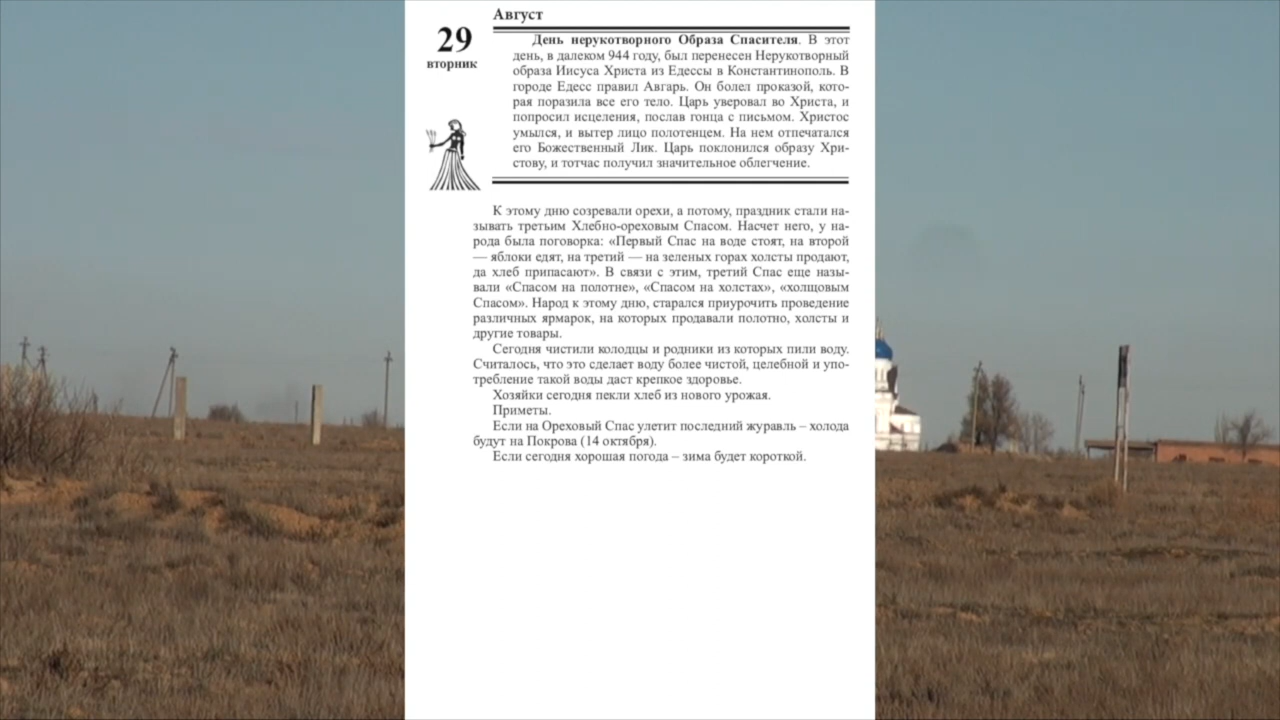 Август
29
вторник
День нерукотворного Образа Спасителя. В этот
день, в далеком 944 году, был перенесен Нерукотворный
образа Иисуса Христа из Едессы в Константинополь. В
городе Едесс правил Авгарь. Он болел проказой, кото-
рая поразила все его тело. Царь уверовал во Христа, и
попросил исцеления, послав гонца с письмом. Христос
умылся, и вытер лицо полотенцем. На нем отпечатался
его Божественный Лик. Царь поклонился образу Хри-
стову, и тотчас получил значительное облегчение.
К этому дню созревали орехи, а потому, праздник стали на-
зывать третьим Хлебно-ореховым Спасом. Насчет него, у на-
рода была поговорка: «Первый Спас на воде стоят, на второй
— яблоки едят, на третий — на зеленых горах холсты продают,
да хлеб припасают». В связи с этим, третий Спас еще назы-
вали «Спасом на полотне», «Спасом на холстах», «холщовым
Спасом». Народ к этому дню, старался приурочить проведение
различных ярмарок, на которых продавали полотно, холсты и
другие товары.
Сегодня чистили колодцы и родники из которых пили воду.
Считалось, что это сделает воду более чистой, целебной и упо-
требление такой воды даст крепкое здоровье.
Хозяйки сегодня пекли хлеб из нового урожая.
Приметы.
Если на Ореховый Спас улетит последний журавль – холода
будут на Покрова (14 октября).
Если сегодня хорошая погода – зима будет короткой.